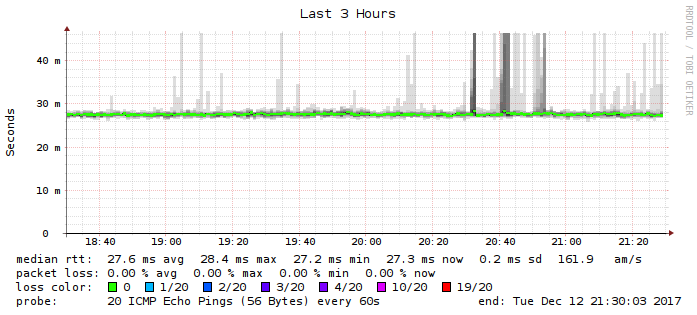 Last 3 Hours
RRDTOOL / TOBI OETIKER
Seconds
40 m
30 m
20 m
10 m
0
18:40 19:00 19:20 19:40 20:00 20:20 20:40 21:00 21:20
median rtt: 27.6 ms avg 28.4 ms max 27.2 ms min 27.3 ms now 0.2 ms sd 161.9 am/s
packet loss: 0.00 % avg 0.00 % max 0.00 % min 0.00 % now
loss color: 0 1/20 2/20 3/20 4/20 10/20 19/20
probe: 20 ICMP Echo Pings (56 Bytes) every 60s end: Tue Dec 12 21:30:03 2017